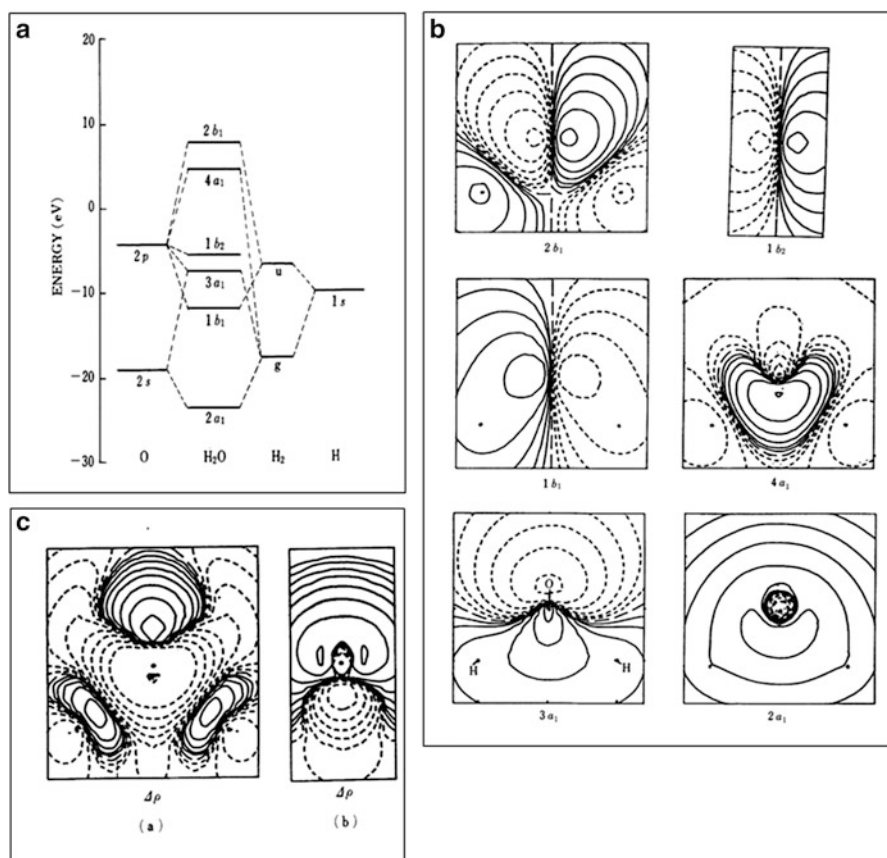 a
20
10
0
−10
−20
−30
ENERGY (eV)
2b₁
4a₁
1b₂
2p
3a₁
u
1b₁
1s
2s
g
2a₁
O H₂O H₂ H
b
2b₁ 1b₂
1b₁ 4a₁
O
H H
3a₁ 2a₁
c
Δρ Δρ
(a) (b)